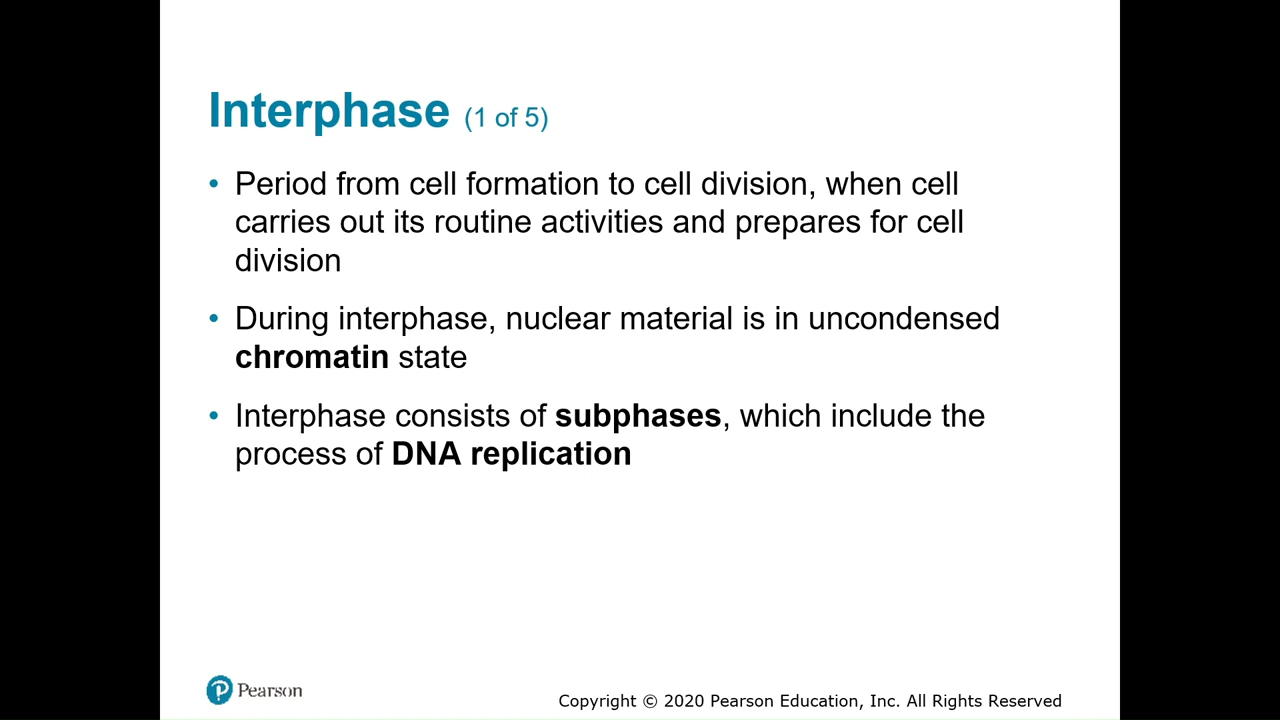 Interphase (1 of 5)
• Period from cell formation to cell division, when cell
carries out its routine activities and prepares for cell
division
• During interphase, nuclear material is in uncondensed
chromatin state
• Interphase consists of subphases, which include the
process of DNA replication
P Pearson
Copyright © 2020 Pearson Education, Inc. All Rights Reserved